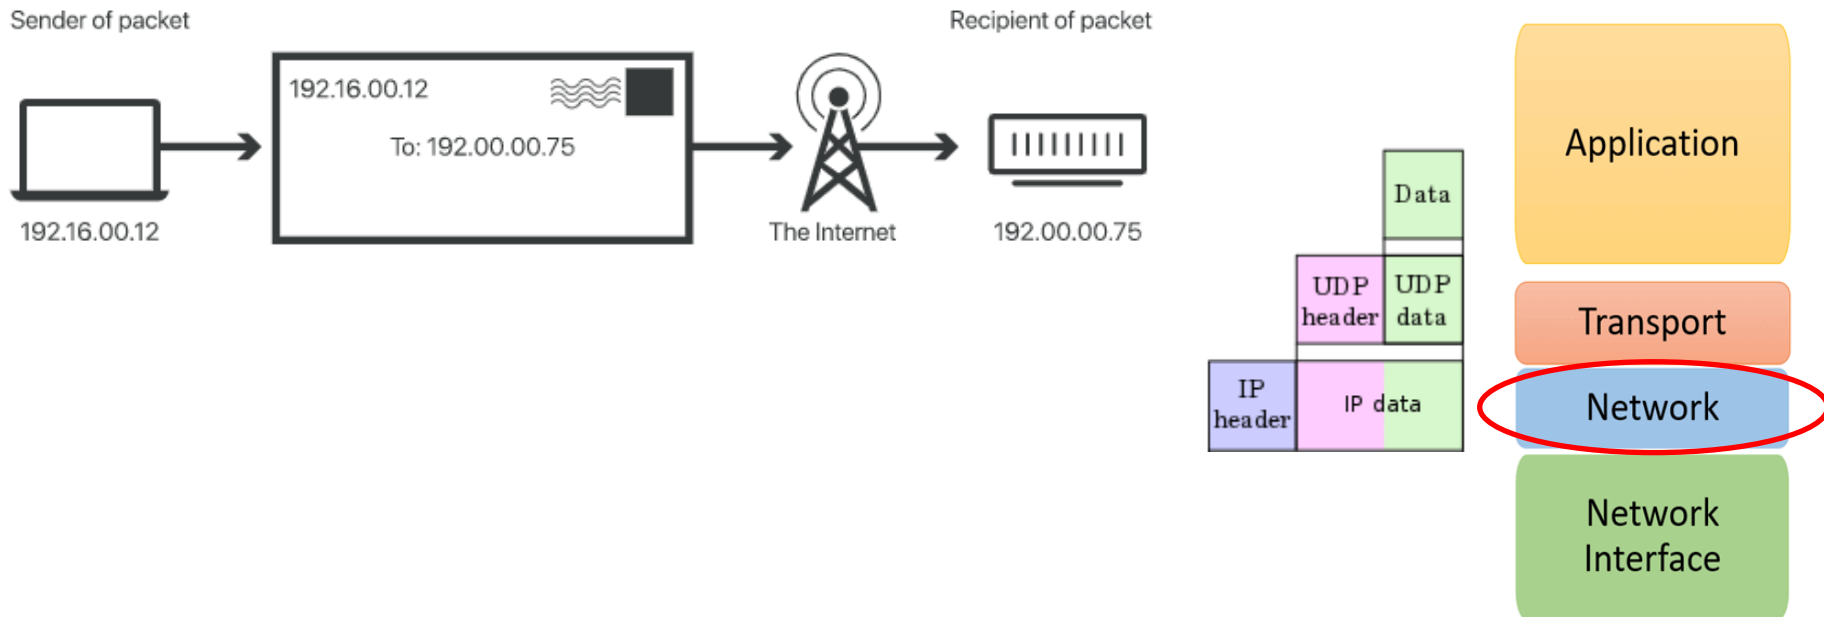 Sender of packet
Recipient of packet
192.16.00.12
To: 192.00.00.75
192.16.00.12
The Internet
192.00.00.75
Data
UDP
header
UDP
data
IP
header
IP data
Application
Transport
Network
Network
Interface